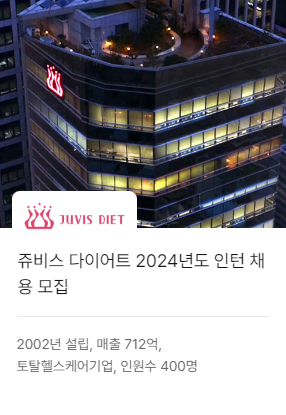 JUVIS DIET
쥬비스 다이어트 2024년도 인턴 채
용 모집
2002년 설립, 매출 712억,
토탈헬스케어기업, 인원수 400명